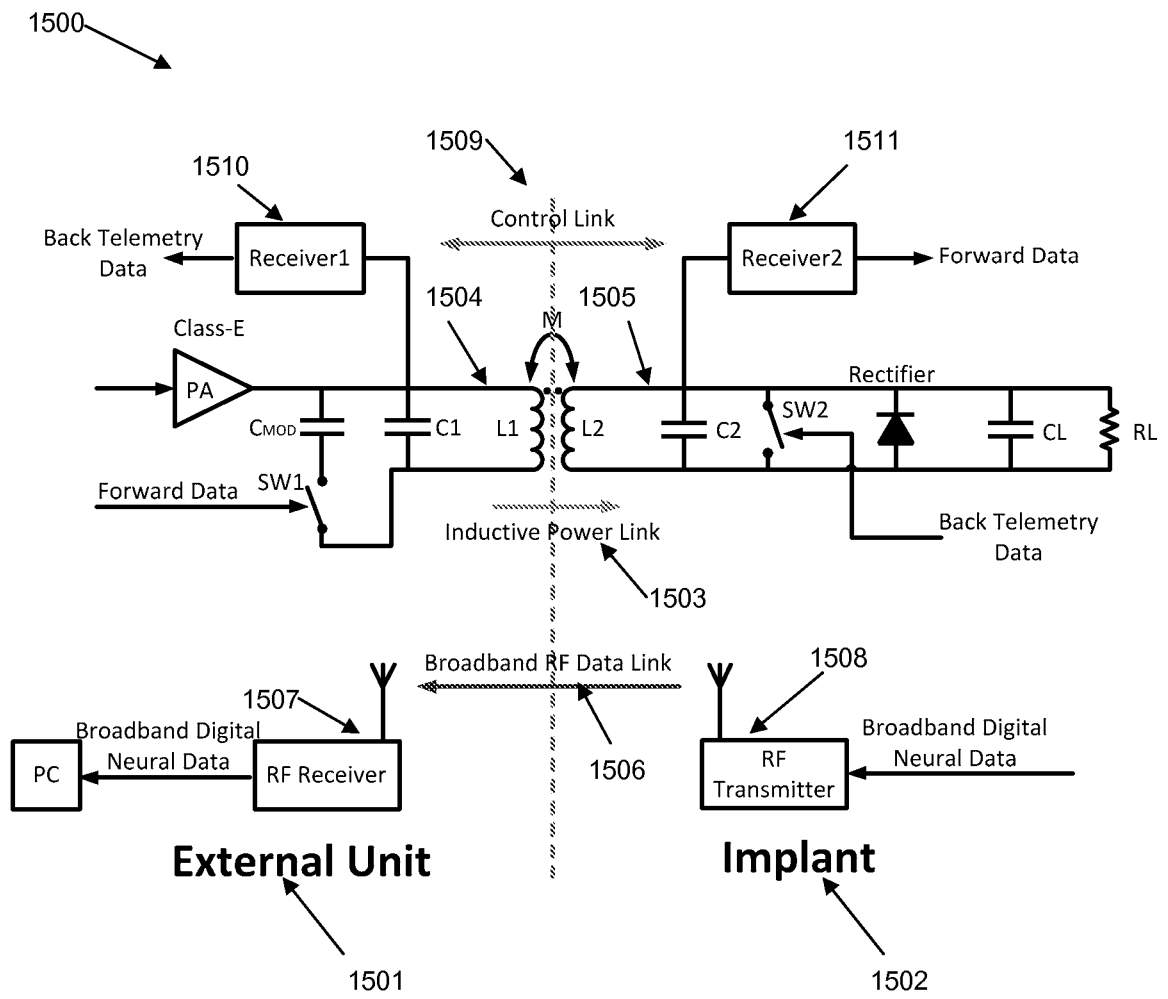 1500
1509
1510
1511
Control Link
Back Telemetry
Data
Receiver1
Receiver2
Forward Data
1504
1505
M
Class-E
PA
Rectifier
CMOD
C1
L1
L2
C2
SW2
CL
RL
SW1
Forward Data
Inductive Power Link
Back Telemetry
Data
1503
Broadband RF Data Link
1508
1507
Broadband Digital
Neural Data
1506
Broadband Digital
Neural Data
PC
RF Receiver
RF
Transmitter
External Unit
Implant
1501
1502